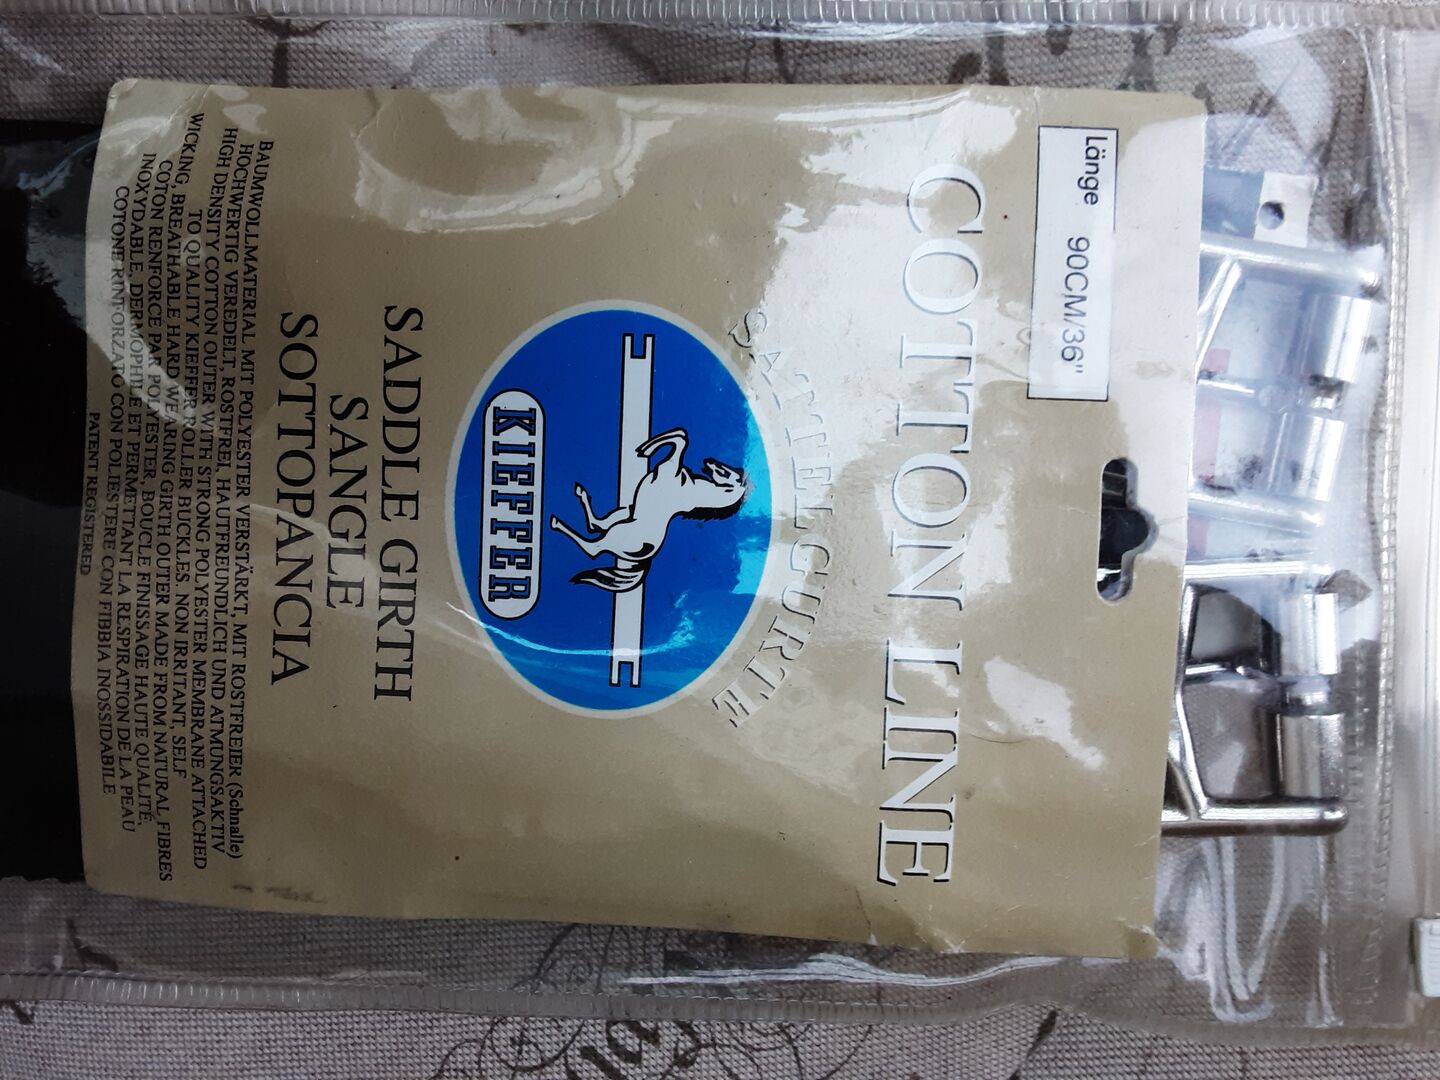 Länge 90CM/36"
COTTON LINE
SATTELGURTE
KIEFFER
SADDLE GIRTH
SANGLE
SOTTOPANCIA
BAUMWOLLMATERIAL MIT POLYESTER VERSTÄRKT, MIT ROSTFREIER (Schnalle)
HOCHWERTIG VEREDELT, ROSTFREI, HAUTFREUNDLICH UND ATMUNGSAKTIV
HIGH DENSITY COTTON OUTER WITH STRONG POLYESTER MEMBRANE ATTACHED
TO QUALITY KIEFFER ROLLER BUCKLES. NON IRRITANT, SELF
WICKING, BREATHABLE HARD WEARING GIRTH OUTER MADE FROM NATURAL FIBRES
COTON RENFORCE PAR POLYESTER, BOUCLE FINISSAGE HAUTE QUALITÉ,
INOXYDABLE, DERMOPHILE ET PERMETTANT LA RESPIRATION DE LA PEAU
COTONE RINFORZATO CON POLIESTERE CON FIBBIA INOSSIDABILE
PATENT REGISTERED